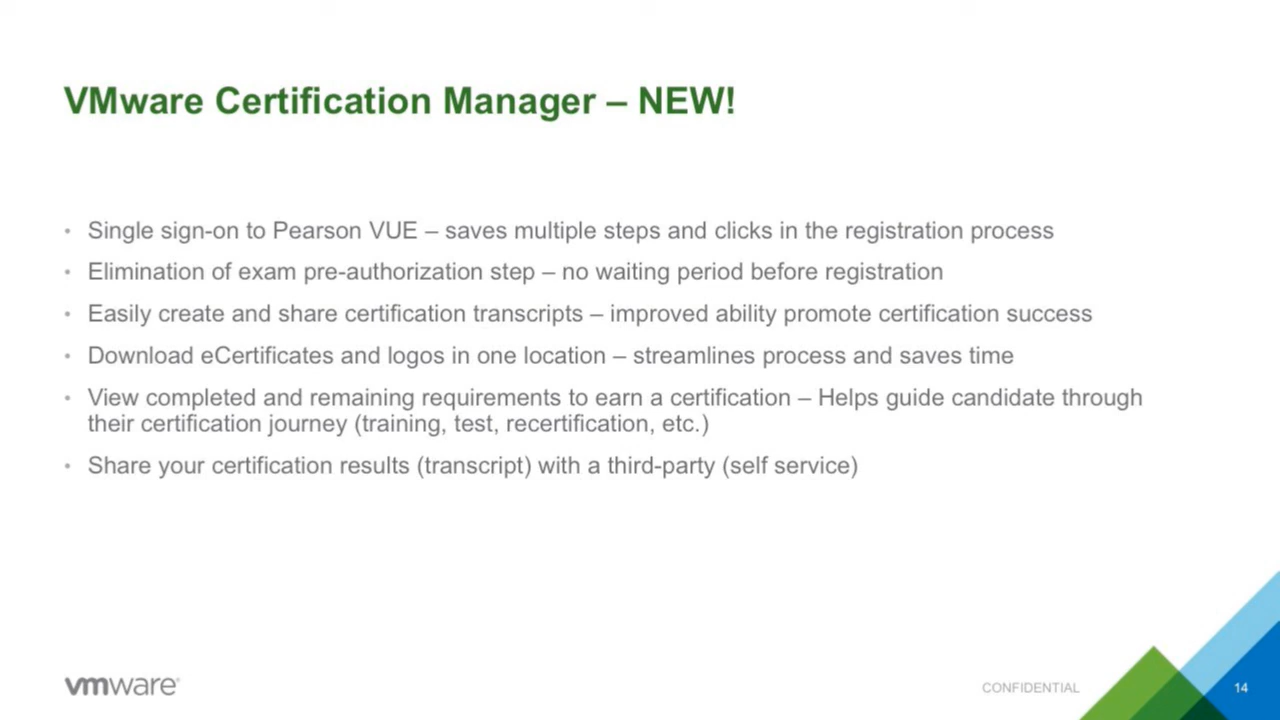 VMware Certification Manager – NEW!
• Single sign-on to Pearson VUE – saves multiple steps and clicks in the registration process
• Elimination of exam pre-authorization step – no waiting period before registration
• Easily create and share certification transcripts – improved ability promote certification success
• Download eCertificates and logos in one location – streamlines process and saves time
• View completed and remaining requirements to earn a certification – Helps guide candidate through
their certification journey (training, test, recertification, etc.)
• Share your certification results (transcript) with a third-party (self service)
vmware
CONFIDENTIAL
14